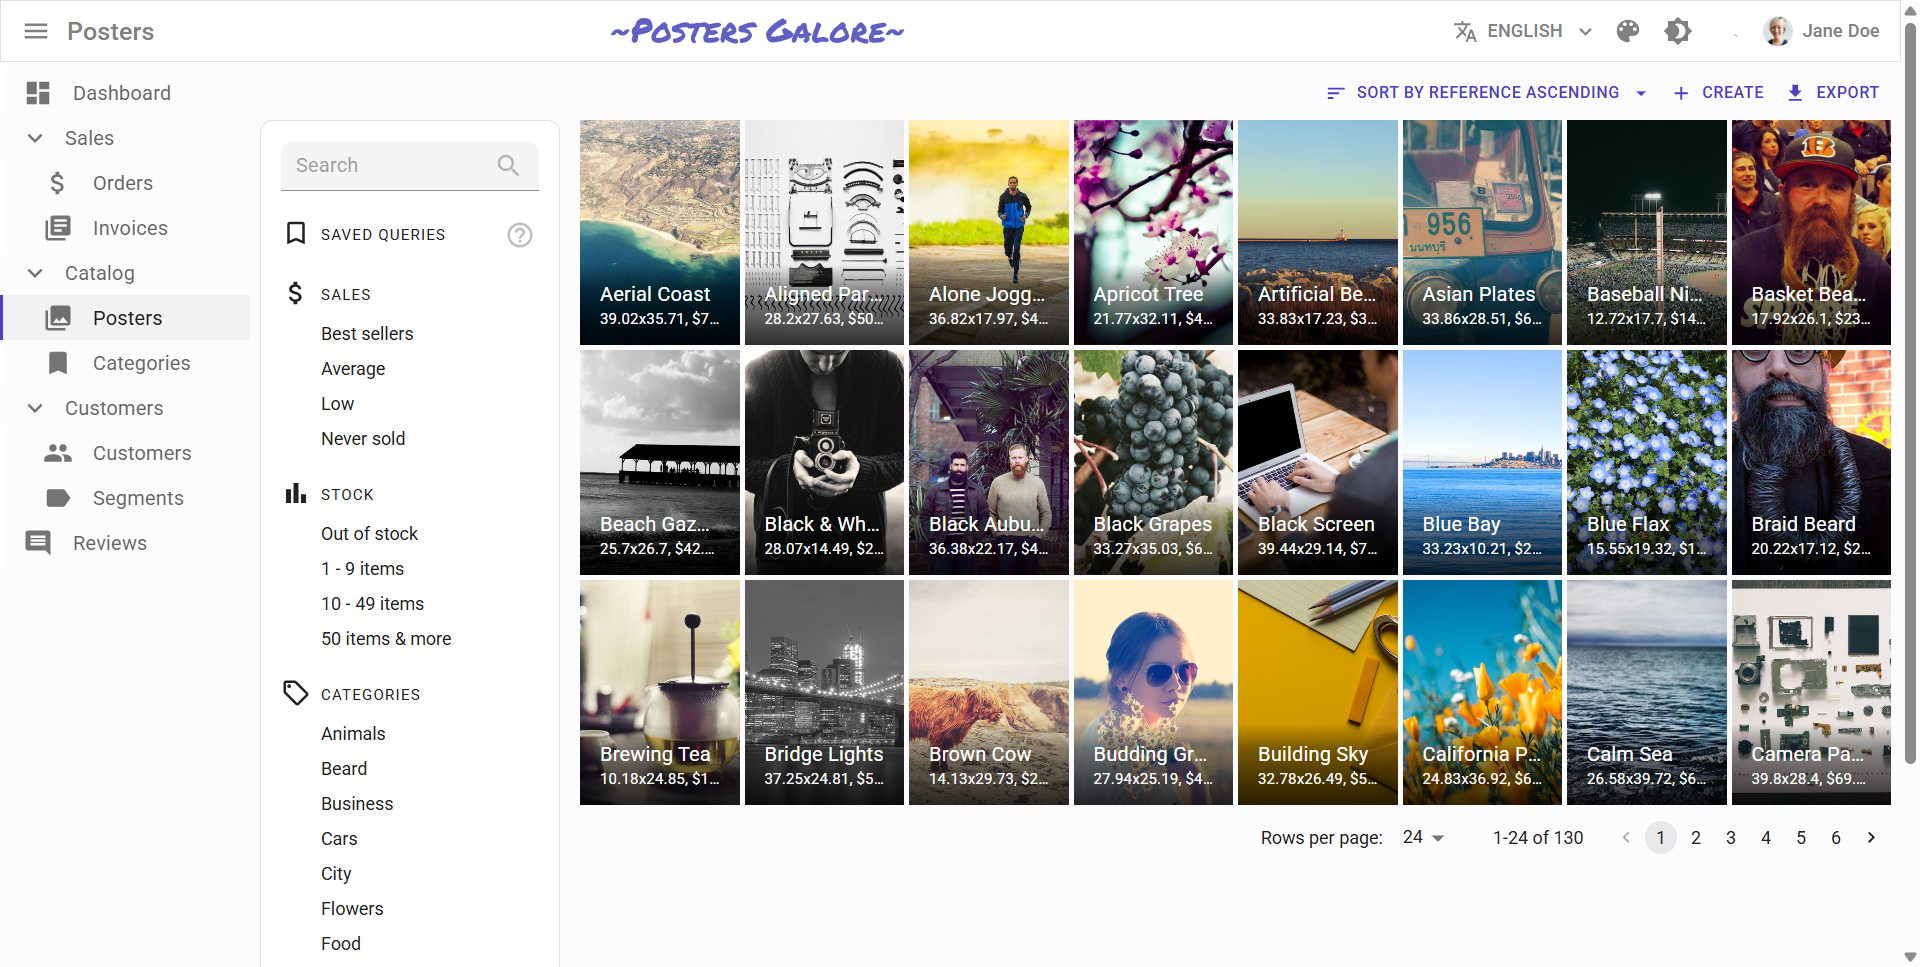 Posters
~Posters Galore~
ENGLISH
Jane Doe
Dashboard
Sales
Orders
Invoices
Catalog
Posters
Categories
Customers
Customers
Segments
Reviews
SORT BY REFERENCE ASCENDING
CREATE
EXPORT
Search
SAVED QUERIES
SALES
Best sellers
Average
Low
Never sold
STOCK
Out of stock
1 - 9 items
10 - 49 items
50 items & more
CATEGORIES
Animals
Beard
Business
Cars
City
Flowers
Food
956
Aerial Coast
39.02x35.71, $7...
Aligned Par...
28.2x27.63, $50...
Alone Jogg...
36.82x17.97, $4...
Apricot Tree
21.77x32.11, $4...
Artificial Be...
33.83x17.23, $3...
Asian Plates
33.86x28.51, $6...
Baseball Ni...
12.72x17.7, $14...
Basket Bea...
17.92x26.1, $23...
Beach Gaz...
25.7x26.7, $42....
Black & Wh...
28.07x14.49, $2...
Black Aubu...
36.38x22.17, $4...
Black Grapes
33.27x35.03, $6...
Black Screen
39.44x29.14, $7...
Blue Bay
33.23x10.21, $2...
Blue Flax
15.55x19.32, $1...
Braid Beard
20.22x17.12, $2...
Brewing Tea
10.18x24.85, $1...
Bridge Lights
37.25x24.81, $5...
Brown Cow
14.13x29.73, $2...
Budding Gr...
27.94x25.19, $4...
Building Sky
32.78x26.49, $5...
California P...
24.83x36.92, $6...
Calm Sea
26.58x39.72, $6...
Camera Pa...
39.8x28.4, $69....
Rows per page: 24
1-24 of 130
1 2 3 4 5 6